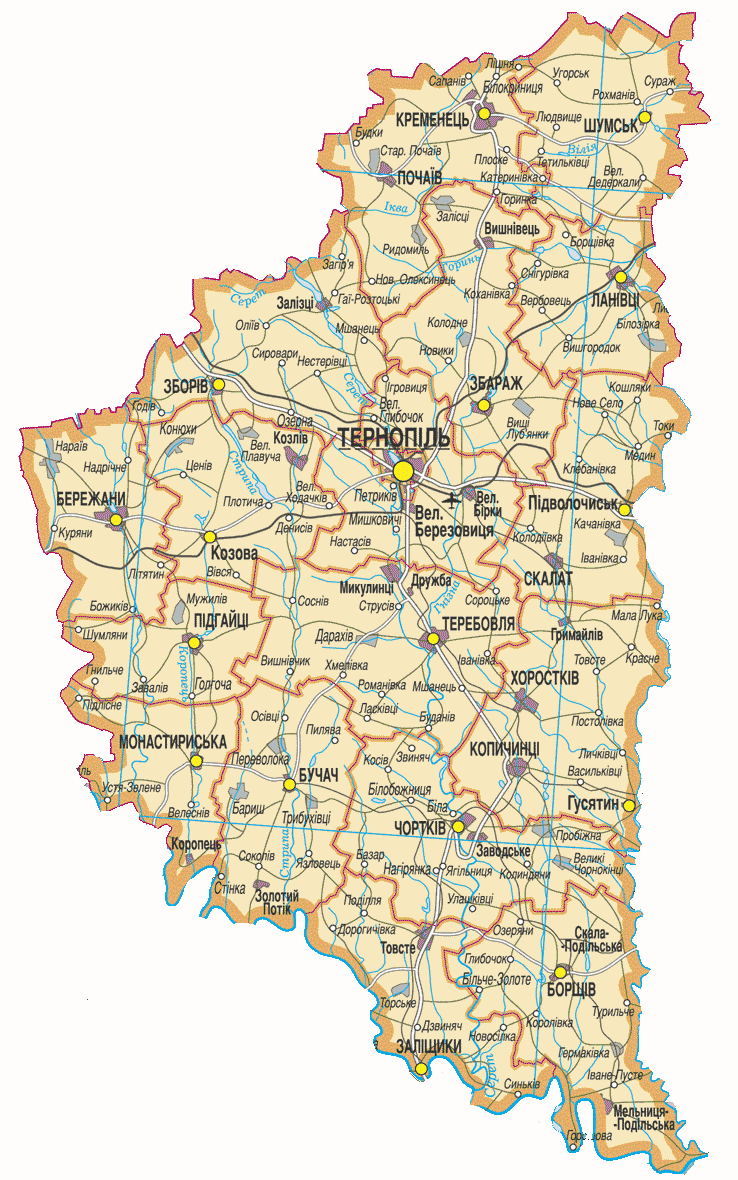 Лішня
Сапанів
Білокриниця
Угорськ
Сураж
Рохманів
КРЕМЕНЕЦЬ
Людвище
ШУМСЬК
Будки
Стар. Почаїв
Плоске
Вілія
Тетильківці
ПОЧАЇВ
Катеринівка
Вел.
Дедеркали
Горинка
Іква
Залісці
Вишнівець
Ридомиль
Борщівка
Загір'я
Горинь
Снігурівка
Нов. Олексинець
Серет
Залізці
Гаї-Розтоцькі
Коханівка
Вербовець
ЛАНІВЦІ
Оліїв
Мшанець
Колодне
Білозірка
Сировари
Нестерівці
Новики
Вишгородок
ЗБОРІВ
Серет
Ігровиця
ЗБАРАЖ
Кошляки
Годів
Вел.
Глибочок
Нове Село
Озерна
Вищі
Луб'янки
Токи
Конюхи
Вел.
Плавуча
Козлів
ТЕРНОПІЛЬ
Нараїв
Надрічне
Ценів
Стрипа
Клебанівка
Медин
БЕРЕЖАНИ
Плотича
Вел.
Ходачків
Петриків
Вел.
Бірки
Підволочиськ
Куряни
Денисів
Мишковичі
Вел.
Березовиця
Качанівка
Козова
Настасів
Колодіївка
Іванівка
Літятин
Вівся
Микулинці
Дружба
СКАЛАТ
Божиків
Мужилів
Соснів
Струсів
Гнізна
Сороцьке
Мала Лука
ПІДГАЙЦІ
Шумляни
Дарахів
ТЕРЕБОВЛЯ
Гримайлів
Коропець
Вишнівчик
Хмелівка
Іванівка
Товсте
Красне
Гнильче
Завалів
Голгоча
Романівка
Мшанець
ХОРОСТКІВ
Підлісне
Осівці
Ласківці
Буданів
Постолівка
МОНАСТИРИСЬКА
Пилява
Звиняч
КОПИЧИНЦІ
Личківці
Переволока
Косів
БУЧАЧ
Васильківці
Устя-Зелене
Білобожниця
Бариш
Трибухівці
Біла
Гусятин
Велеснів
ЧОРТКІВ
Пробіжна
Коропець
Стрипа
Заводське
Соколів
Язловець
Базар
Великі
Чорнокінці
Нагірянка
Ягільниця
Колиндяни
Стінка
Золотий
Потік
Поділля
Улашківці
Дорогичівка
Озеряни
Скала-
-Подільська
Товсте
Глибочок
Більче-Золоте
БОРЩІВ
Торське
Турильче
Дзвиняч
Королівка
Новосілка
ЗАЛІЩИКИ
Гермаківка
Серет
Іване-Пусте
Синьків
Мельниця-
-Подільська